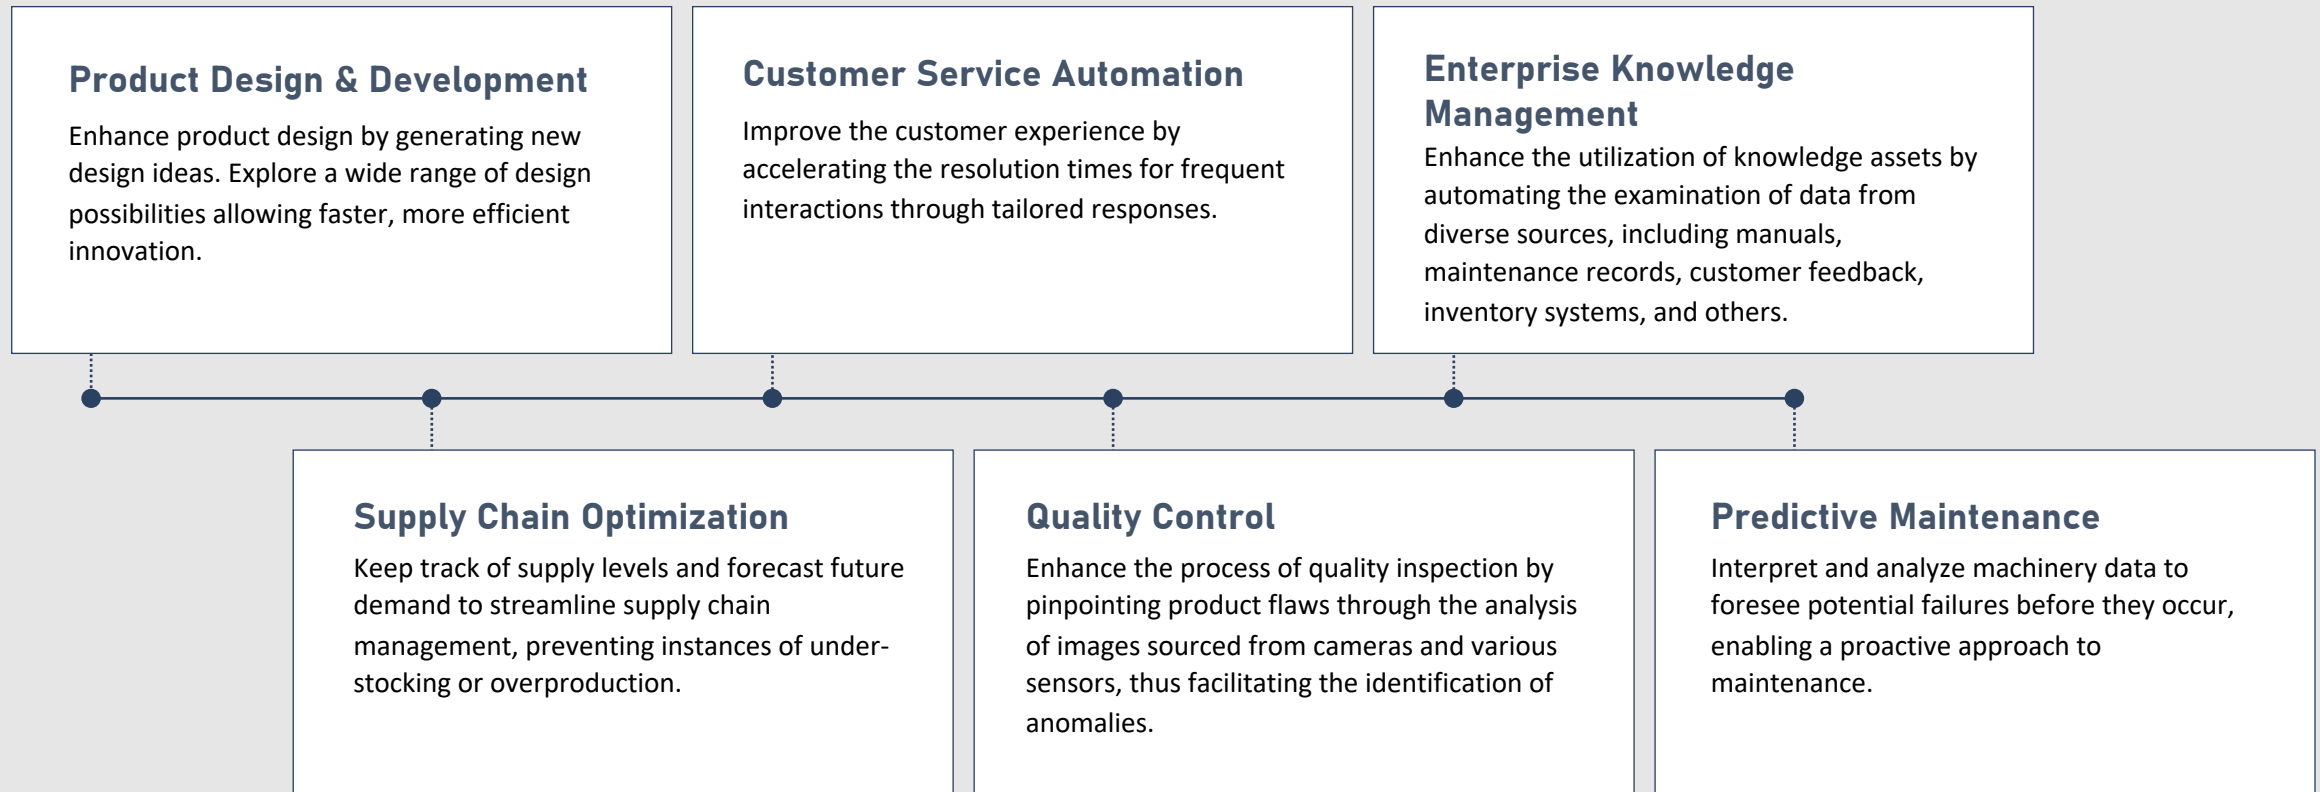 Product Design & Development
Enhance product design by generating new
design ideas. Explore a wide range of design
possibilities allowing faster, more efficient
innovation.
Customer Service Automation
Improve the customer experience by
accelerating the resolution times for frequent
interactions through tailored responses.
Enterprise Knowledge
Management
Enhance the utilization of knowledge assets by
automating the examination of data from
diverse sources, including manuals,
maintenance records, customer feedback,
inventory systems, and others.
Supply Chain Optimization
Keep track of supply levels and forecast future
demand to streamline supply chain
management, preventing instances of under-
stocking or overproduction.
Quality Control
Enhance the process of quality inspection by
pinpointing product flaws through the analysis
of images sourced from cameras and various
sensors, thus facilitating the identification of
anomalies.
Predictive Maintenance
Interpret and analyze machinery data to
foresee potential failures before they occur,
enabling a proactive approach to
maintenance.